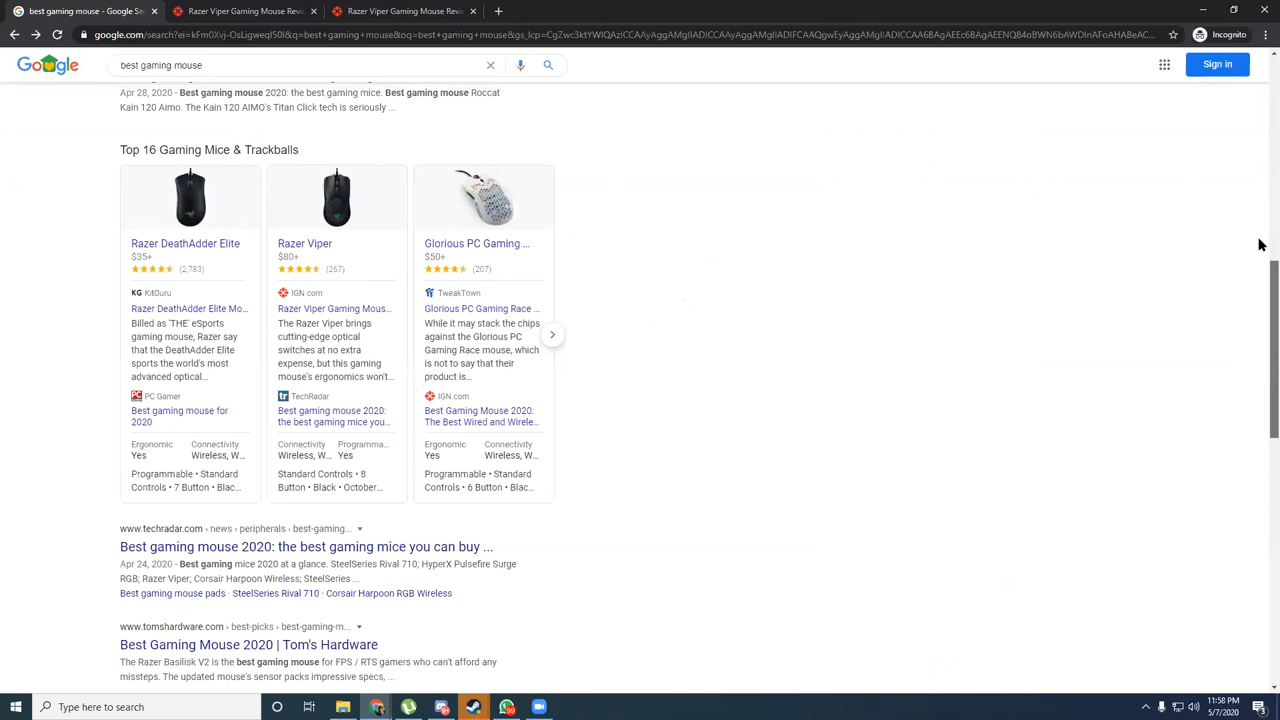 best gaming mouse - Google Sea
Razer Viper Gaming Mouse Revie
Best Gaming Mouse Reviews
google.com/search?
Incognito
Google
best gaming mouse
Sign in
Apr 28, 2020 - Best gaming mouse 2020: the best gaming mice. Best gaming mouse Roccat
Kain 120 Aimo. The Kain 120 AIMO's Titan Click tech is seriously ...
Top 16 Gaming Mice & Trackballs
Razer DeathAdder Elite
$35+
(2,783)
KG KitGuru
Razer DeathAdder Elite Mo...
Billed as 'THE' eSports
gaming mouse, Razer say
that the DeathAdder Elite
sports the world's most
advanced optical...
PC Gamer
Best gaming mouse for
2020
Ergonomic Connectivity
Yes Wireless, W...
Programmable • Standard
Controls • 7 Button • Blac...
Razer Viper
$80+
(267)
IGN.com
Razer Viper Gaming Mous...
The Razer Viper brings
cutting-edge optical
switches at no extra
expense, but this gaming
mouse's ergonomics won't...
tr TechRadar
Best gaming mouse 2020:
the best gaming mice you...
Connectivity Programma...
Wireless, W... Yes
Standard Controls • 8
Button • Black • October...
Glorious PC Gaming ...
$50+
(207)
TweakTown
Glorious PC Gaming Race ...
While it may stack the chips
against the Glorious PC
Gaming Race mouse, which
is not to say that their
product is...
IGN.com
Best Gaming Mouse 2020:
The Best Wired and Wirele...
Ergonomic Connectivity
Yes Wireless, W...
Programmable • Standard
Controls • 6 Button • Blac...
www.techradar.com › news › peripherals › best-gaming...
Best gaming mouse 2020: the best gaming mice you can buy ...
Apr 24, 2020 - Best gaming mice 2020 at a glance. SteelSeries Rival 710; HyperX Pulsefire Surge
RGB; Razer Viper; Corsair Harpoon Wireless; SteelSeries ...
Best gaming mouse pads · SteelSeries Rival 710 · Corsair Harpoon RGB Wireless
www.tomshardware.com › best-picks › best-gaming-m...
Best Gaming Mouse 2020 | Tom's Hardware
The Razer Basilisk V2 is the best gaming mouse for FPS / RTS gamers who can't afford any
missteps. The updated mouse's sensor packs impressive specs, ...
Type here to search
99
11:58 PM
5/7/2020
3